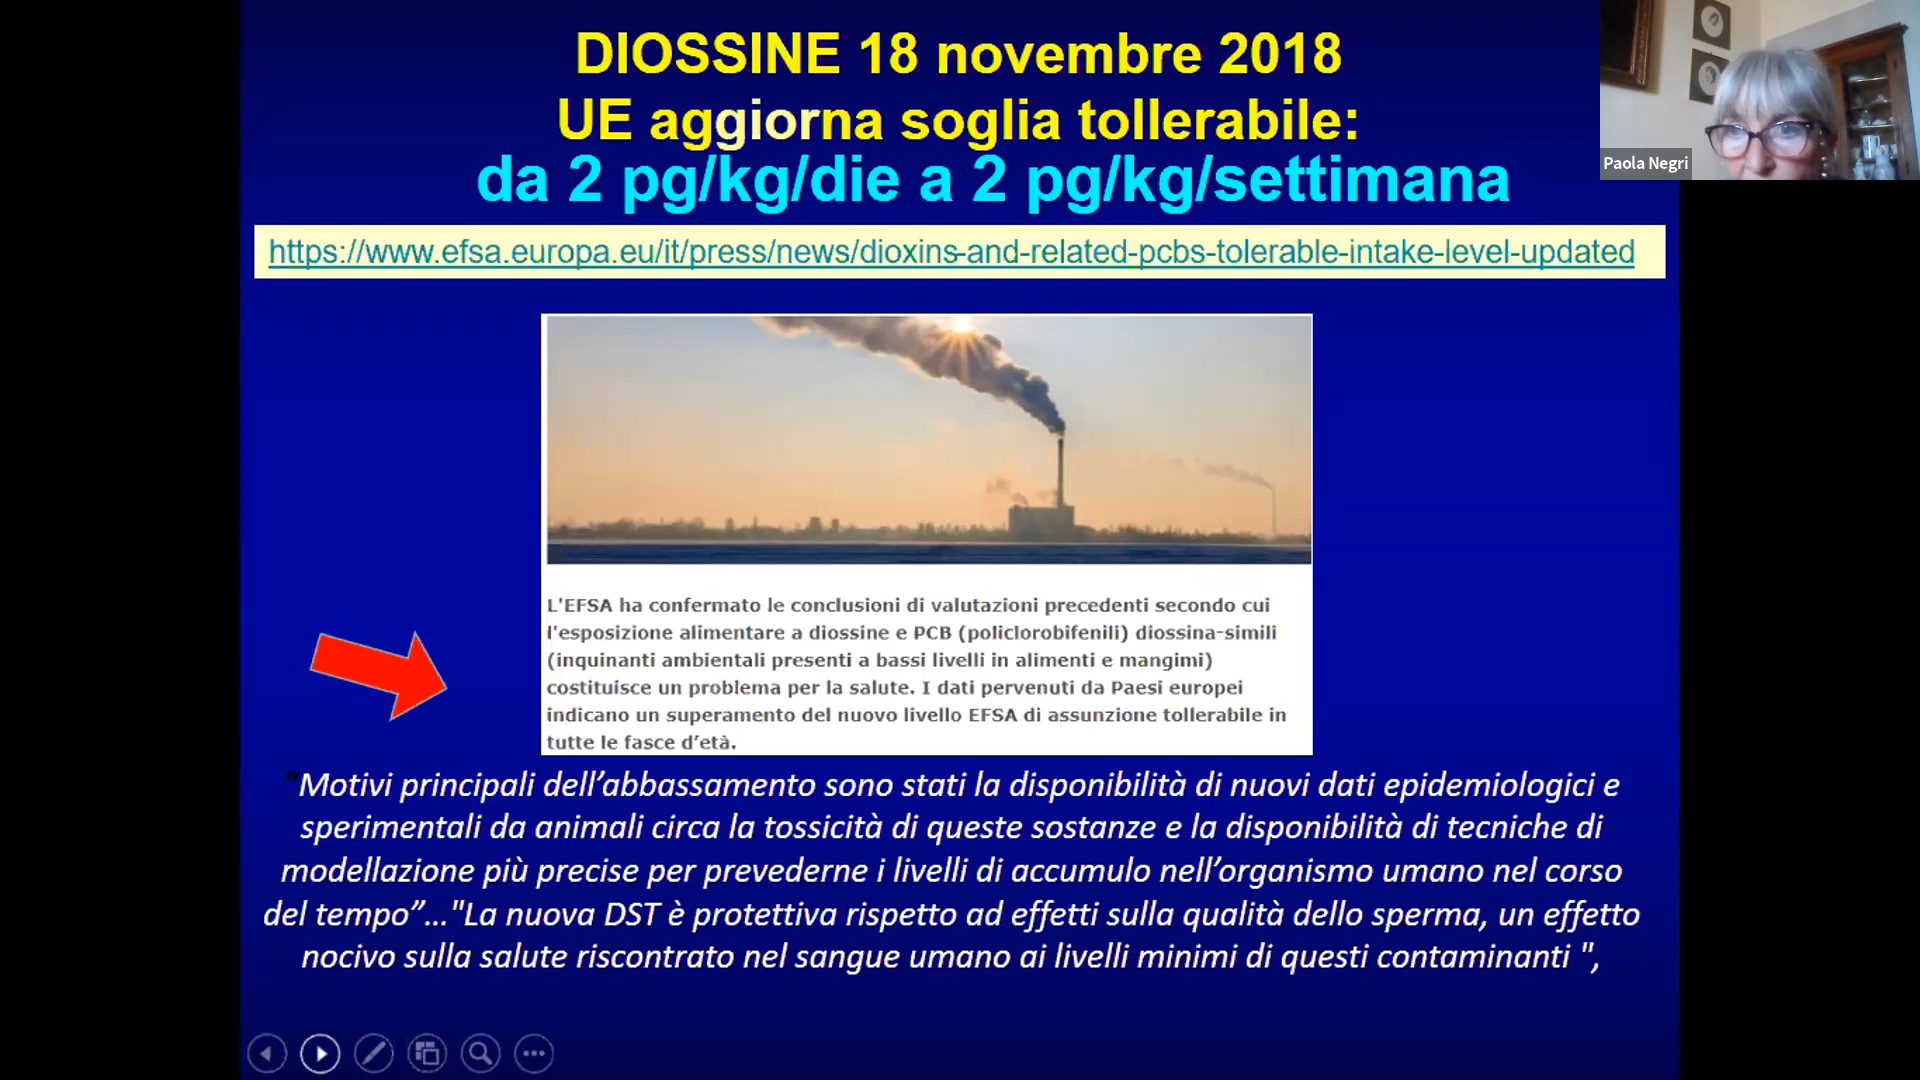 DIOSSINE 18 novembre 2018
UE aggiorna soglia tollerabile:
da 2 pg/kg/die a 2 pg/kg/settimana
Paola Negri
https://www.efsa.europa.eu/it/press/news/dioxins-and-related-pcbs-tolerable-intake-level-updated
L'EFSA ha confermato le conclusioni di valutazioni precedenti secondo cui
l'esposizione alimentare a diossine e PCB (policlorobifenili) diossina-simili
(inquinanti ambientali presenti a bassi livelli in alimenti e mangimi)
costituisce un problema per la salute. I dati pervenuti da Paesi europei
indicano un superamento del nuovo livello EFSA di assunzione tollerabile in
tutte le fasce d’età.
“Motivi principali dell’abbassamento sono stati la disponibilità di nuovi dati epidemiologici e
sperimentali da animali circa la tossicità di queste sostanze e la disponibilità di tecniche di
modellazione più precise per prevederne i livelli di accumulo nell’organismo umano nel corso
del tempo”…"La nuova DST è protettiva rispetto ad effetti sulla qualità dello sperma, un effetto
nocivo sulla salute riscontrato nel sangue umano ai livelli minimi di questi contaminanti ",